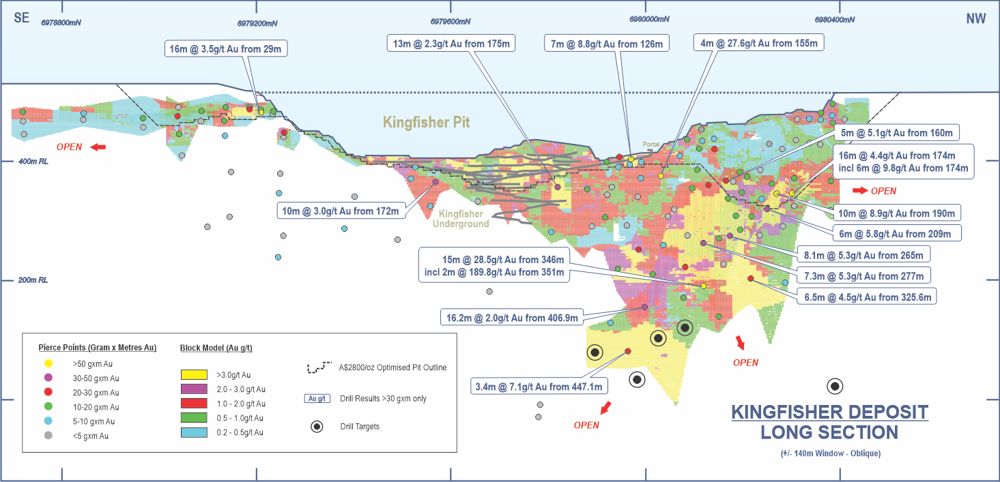 SE
NW
6978800mN
6979200mN
6979600mN
6980000mN
6980400mN
16m @ 3.5g/t Au from 29m
13m @ 2.3g/t Au from 175m
7m @ 8.8g/t Au from 126m
4m @ 27.6g/t Au from 155m
Kingfisher Pit
Portal
5m @ 5.1g/t Au from 160m
OPEN
16m @ 4.4g/t Au from 174m
incl 6m @ 9.8g/t Au from 174m
400m RL
OPEN
10m @ 3.0g/t Au from 172m
Kingfisher
Underground
10m @ 8.9g/t Au from 190m
6m @ 5.8g/t Au from 209m
8.1m @ 5.3g/t Au from 265m
15m @ 28.5g/t Au from 346m
incl 2m @ 189.8g/t Au from 351m
7.3m @ 5.3g/t Au from 277m
200m RL
6.5m @ 4.5g/t Au from 325.6m
16.2m @ 2.0g/t Au from 406.9m
OPEN
3.4m @ 7.1g/t Au from 447.1m
OPEN
Pierce Points (Gram x Metres Au)
>50 gxm Au
30-50 gxm Au
20-30 gxm Au
10-20 gxm Au
5-10 gxm Au
<5 gxm Au
Block Model (Au g/t)
>3.0g/t Au
2.0 - 3.0 g/t Au
1.0 - 2.0 g/t Au
0.5 - 1.0g/t Au
0.2 - 0.5g/t Au
A$2800/oz Optimised Pit Outline
Au g/t
Drill Results >30 gxm only
Drill Targets
KINGFISHER DEPOSIT
LONG SECTION
(+/- 140m Window - Oblique)